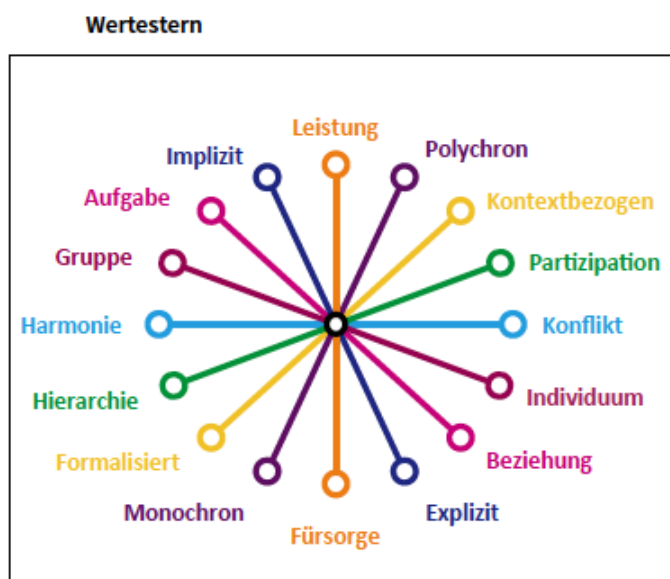 Wertestern
Leistung
Implizit
Polychron
Aufgabe
Kontextbezogen
Gruppe
Partizipation
Harmonie
Konflikt
Hierarchie
Individuum
Formalisiert
Beziehung
Monochron
Explizit
Fürsorge